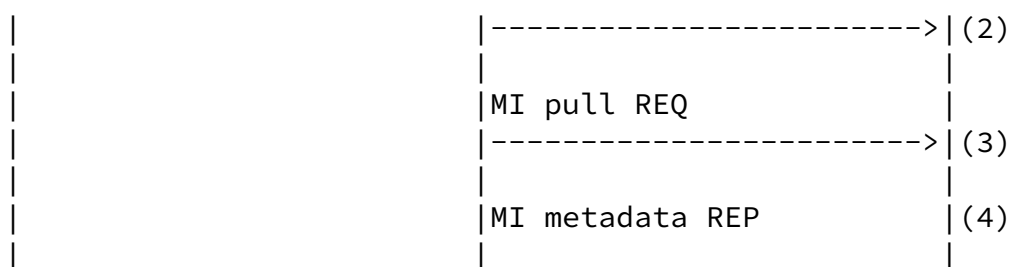 |                   |----------------------->|(2)
|                   |                        |
|                   |MI pull REQ             |
|                   |----------------------->|(3)
|                   |                        |
|                   |MI metadata REP         |(4)
|                   |                        |